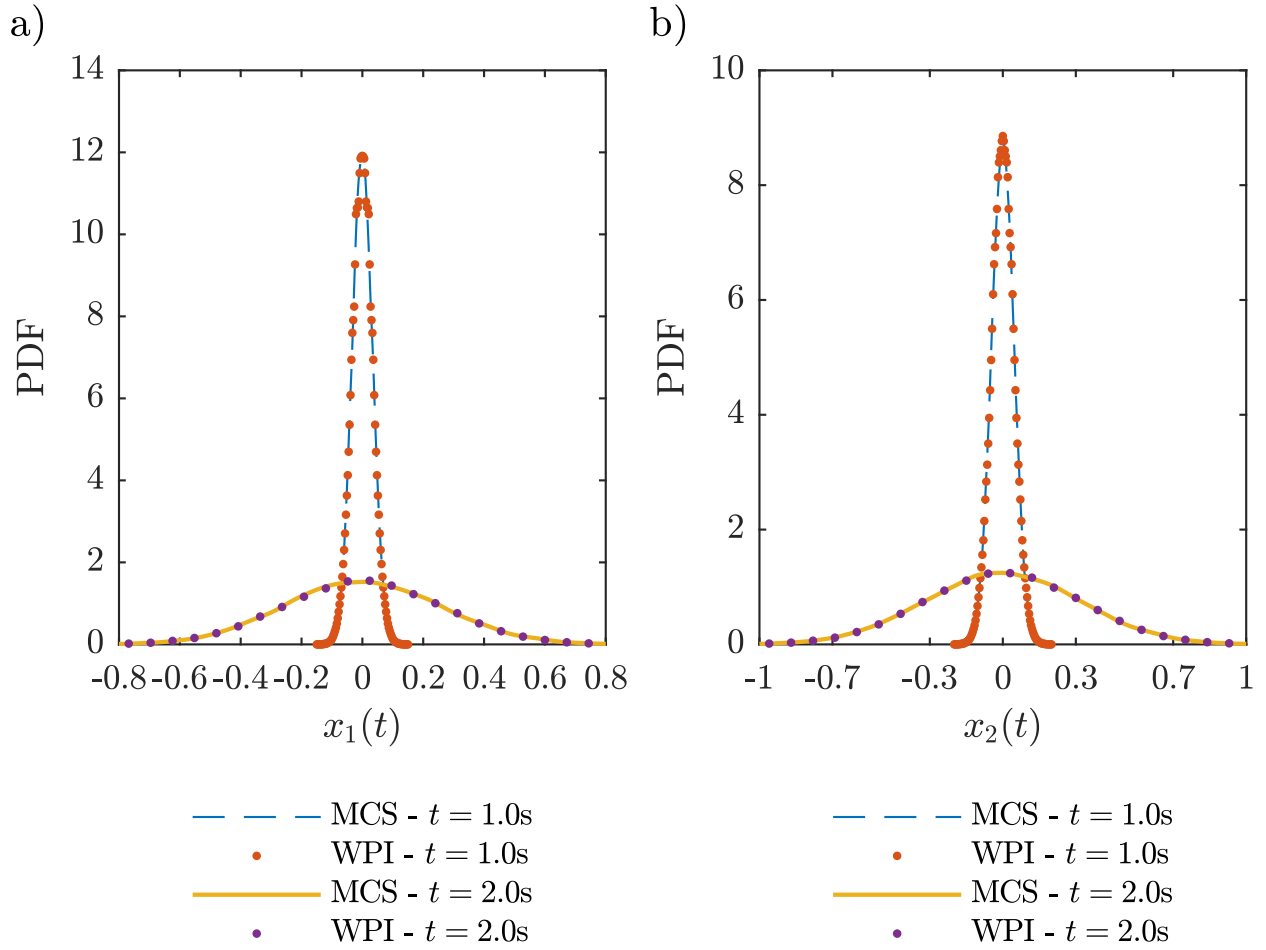 a)
14
12
10
8
6
4
2
0
PDF
-0.8 -0.6 -0.4 -0.2 0 0.2 0.4 0.6 0.8
x₁(t)
MCS - t = 1.0s
WPI - t = 1.0s
MCS - t = 2.0s
WPI - t = 2.0s
b)
10
8
6
4
2
0
PDF
-1 -0.7 -0.3 0 0.3 0.7 1
x₂(t)
MCS - t = 1.0s
WPI - t = 1.0s
MCS - t = 2.0s
WPI - t = 2.0s